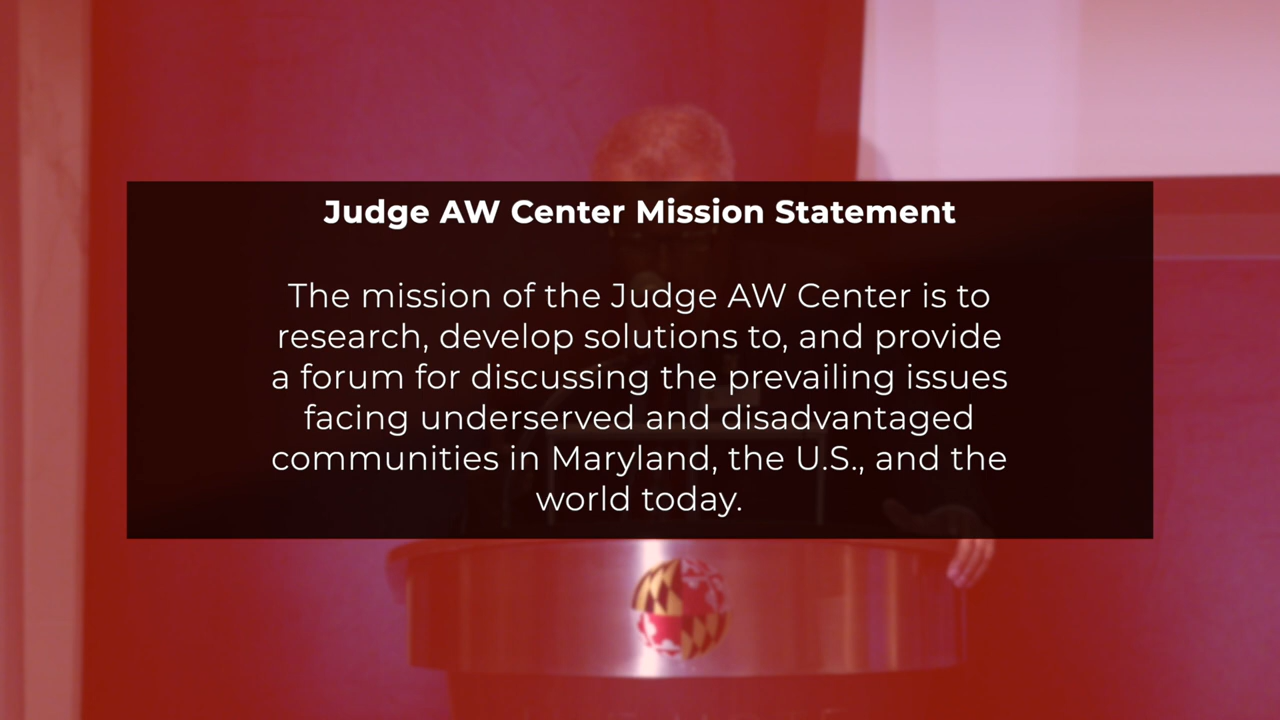 Judge AW Center Mission Statement
The mission of the Judge AW Center is to
research, develop solutions to, and provide
a forum for discussing the prevailing issues
facing underserved and disadvantaged
communities in Maryland, the U.S., and the
world today.